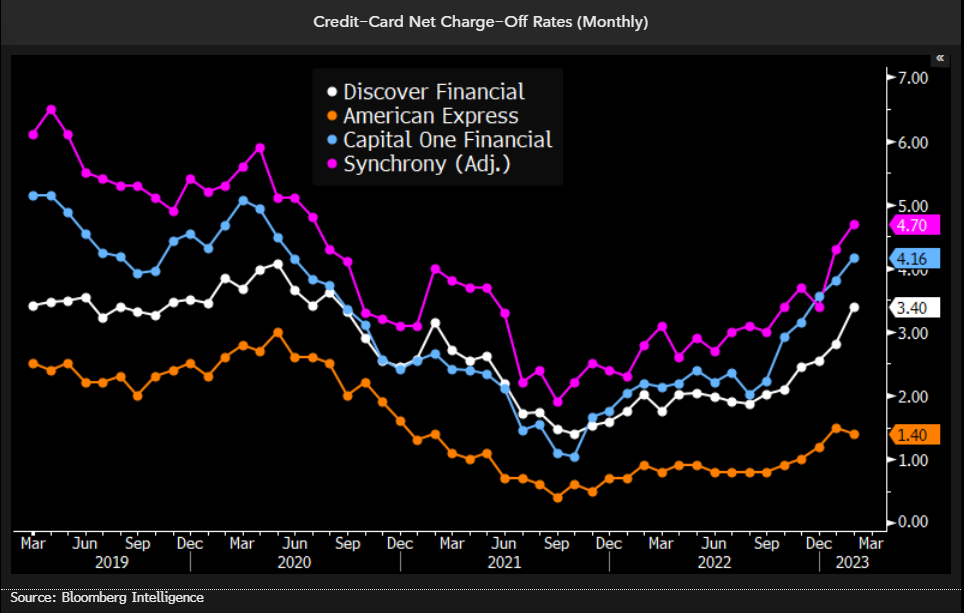 Credit-Card Net Charge-Off Rates (Monthly)
«
Discover Financial
American Express
Capital One Financial
Synchrony (Adj.)
7.00
6.00
5.00
4.70
4.16
4.00
3.40
3.00
2.00
1.40
1.00
0.00
Mar Jun Sep Dec Mar Jun Sep Dec Mar Jun Sep Dec Mar Jun Sep Dec Mar
2019 2020 2021 2022 2023
Source: Bloomberg Intelligence